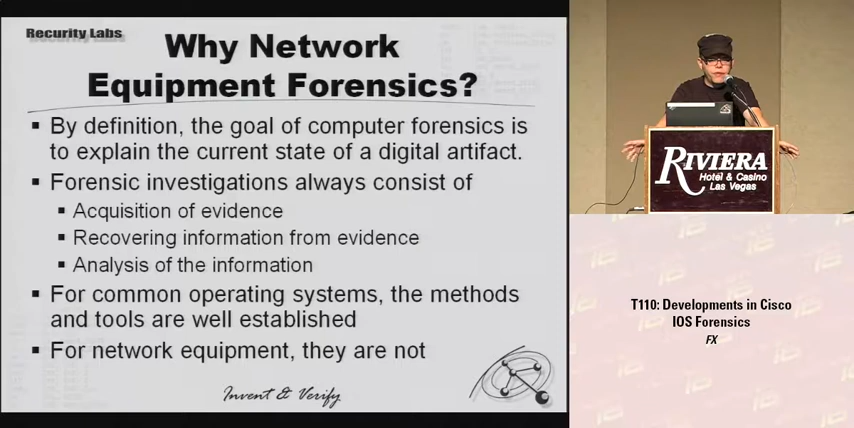 Recurity Labs
Why Network
Equipment Forensics?
▪ By definition, the goal of computer forensics is
to explain the current state of a digital artifact.
▪ Forensic investigations always consist of
▪ Acquisition of evidence
▪ Recovering information from evidence
▪ Analysis of the information
▪ For common operating systems, the methods
and tools are well established
▪ For network equipment, they are not
Invent & Verify
RIVIERA
Hotel & Casino
Las Vegas
T110: Developments in Cisco
IOS Forensics
FX